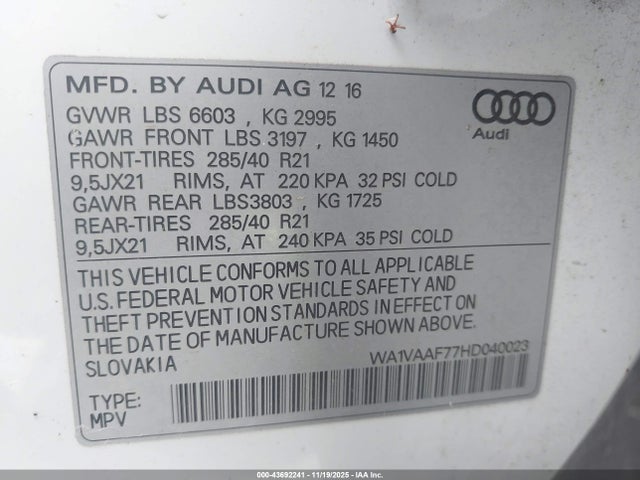 MFD. BY AUDI AG 12 16
GVWR LBS 6603 , KG 2995
GAWR FRONT LBS 3197 , KG 1450
FRONT-TIRES 285/40 R21
9,5JX21 RIMS, AT 220 KPA 32 PSI COLD
GAWR REAR LBS3803 , KG 1725
REAR-TIRES 285/40 R21
9,5JX21 RIMS, AT 240 KPA 35 PSI COLD
Audi
THIS VEHICLE CONFORMS TO ALL APPLICABLE
U.S. FEDERAL MOTOR VEHICLE SAFETY AND
THEFT PREVENTION STANDARDS IN EFFECT ON
THE DATE OF MANUFACTURE SHOWN ABOVE.
SLOVAKIA
WA1VAAF77HD040023
TYPE:
MPV
000-43692241 - 11/19/2025 - IAA Inc.